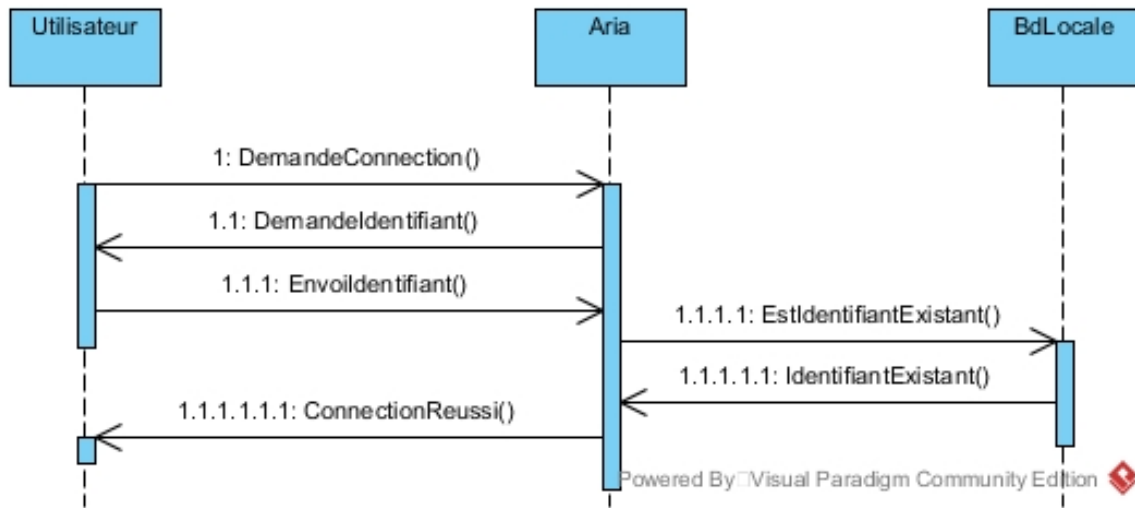 Utilisateur
Aria
BdLocale
1: DemandeConnection()
1.1: DemandeIdentifiant()
1.1.1: EnvoiIdentifiant()
1.1.1.1: EstIdentifiantExistant()
1.1.1.1.1: IdentifiantExistant()
1.1.1.1.1.1: ConnectionReussi()
Powered By Visual Paradigm Community Edition